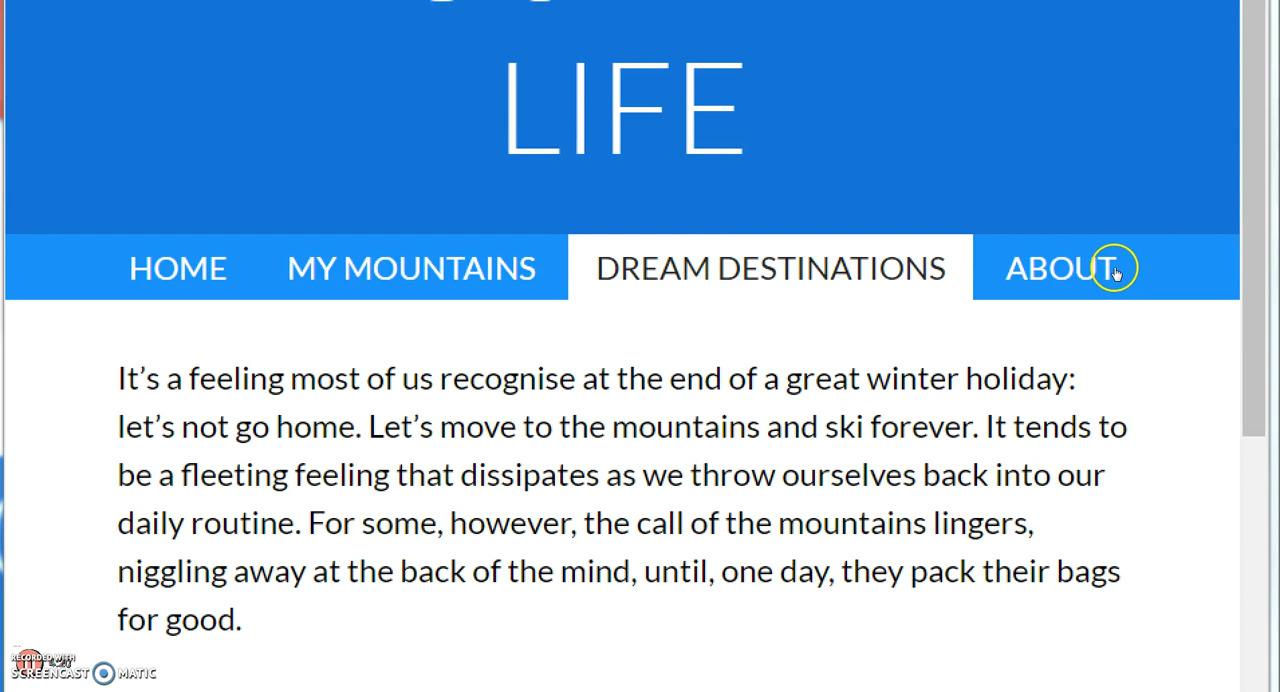 LIFE
HOME MY MOUNTAINS DREAM DESTINATIONS ABOUT
It’s a feeling most of us recognise at the end of a great winter holiday:
let’s not go home. Let’s move to the mountains and ski forever. It tends to
be a fleeting feeling that dissipates as we throw ourselves back into our
daily routine. For some, however, the call of the mountains lingers,
niggling away at the back of the mind, until, one day, they pack their bags
for good.
RECORDED WITH
SCREENCAST MATIC